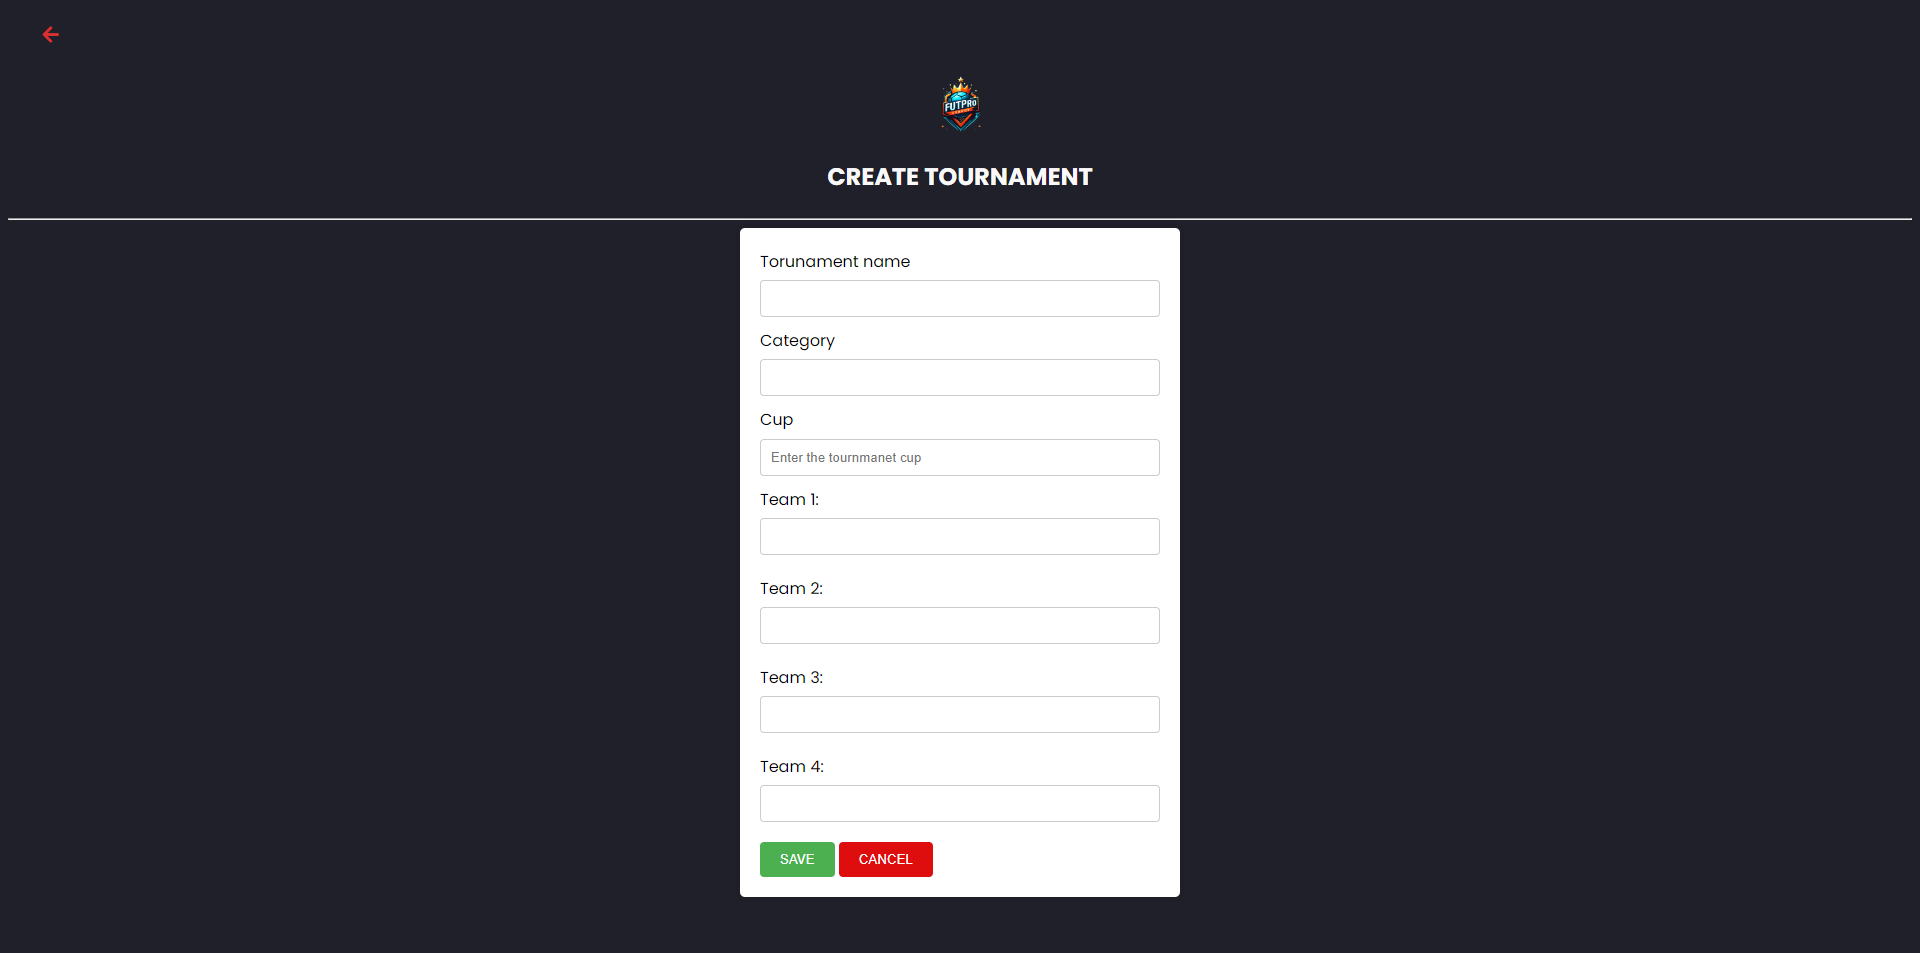 FUTPRO
CREATE TOURNAMENT
Torunament name
Category
Cup
Enter the tournmanet cup
Team 1:
Team 2:
Team 3:
Team 4:
SAVE CANCEL